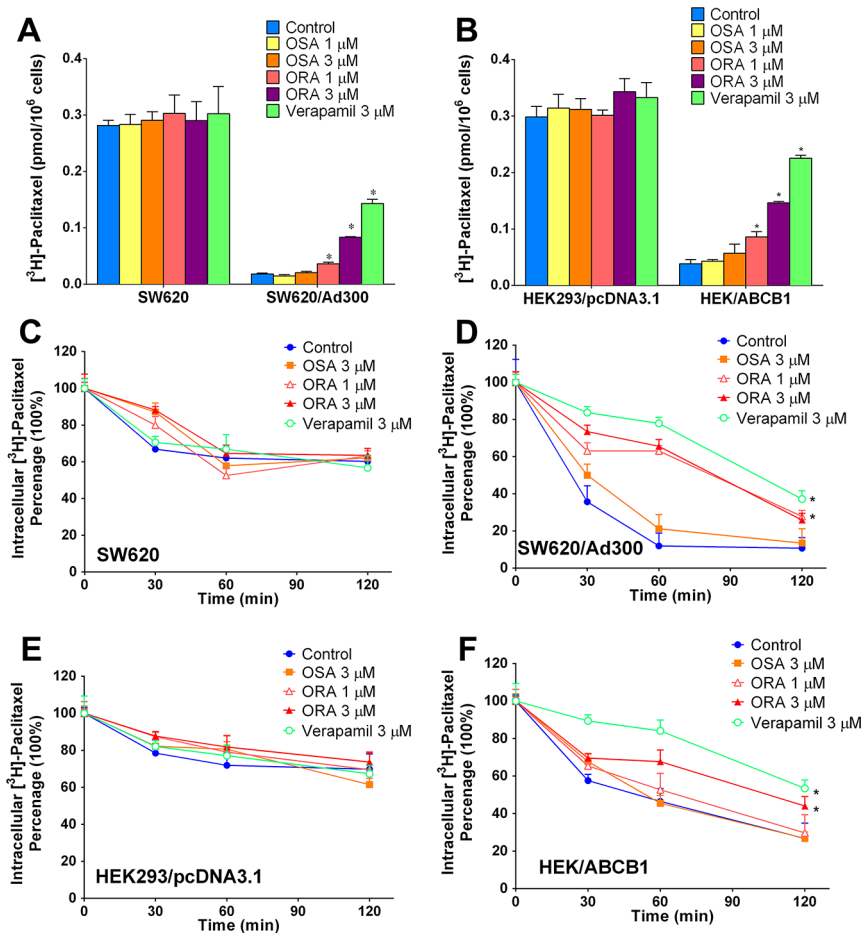 A
Control
OSA 1 μM
OSA 3 μM
ORA 1 μM
ORA 3 μM
Verapamil 3 μM
[³H]-Paclitaxel (pmol/10⁶ cells)
0.4
0.3
0.2
0.1
0.0
* * *
SW620 SW620/Ad300
B
Control
OSA 1 μM
OSA 3 μM
ORA 1 μM
ORA 3 μM
Verapamil 3 μM
[³H]-Paclitaxel (pmol/10⁶ cells)
0.4
0.3
0.2
0.1
0.0
* * *
HEK293/pcDNA3.1 HEK/ABCB1
C
Control
OSA 3 μM
ORA 1 μM
ORA 3 μM
Verapamil 3 μM
Intracellular [³H]-Paclitaxel
Percenage (100%)
120
100
80
60
40
20
0
SW620
0 30 60 90 120
Time (min)
D
Control
OSA 3 μM
ORA 1 μM
ORA 3 μM
Verapamil 3 μM
Intracellular [³H]-Paclitaxel
Percenage (100%)
120
100
80
60
40
20
0
*
*
SW620/Ad300
0 30 60 90 120
Time (min)
E
Control
OSA 3 μM
ORA 1 μM
ORA 3 μM
Verapamil 3 μM
Intracellular [³H]-Paclitaxel
Percenage (100%)
120
100
80
60
40
20
0
HEK293/pcDNA3.1
0 30 60 90 120
Time (min)
F
Control
OSA 3 μM
ORA 1 μM
ORA 3 μM
Verapamil 3 μM
Intracellular [³H]-Paclitaxel
Percenage (100%)
120
100
80
60
40
20
0
*
*
HEK/ABCB1
0 30 60 90 120
Time (min)